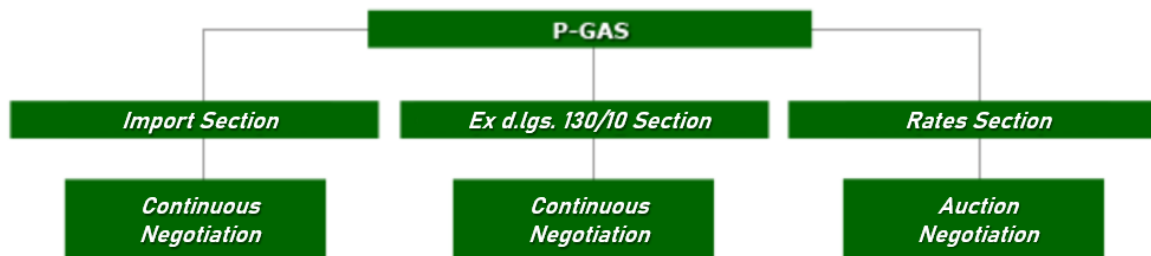 P-GAS
Import Section
Ex d.lgs. 130/10 Section
Rates Section
Continuous
Negotiation
Continuous
Negotiation
Auction
Negotiation